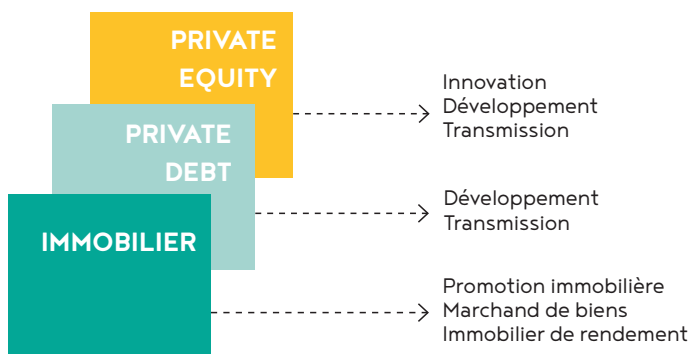 PRIVATE
EQUITY
Innovation
Développement
Transmission
PRIVATE
DEBT
Développement
Transmission
IMMOBILIER
Promotion immobilière
Marchand de biens
Immobilier de rendement